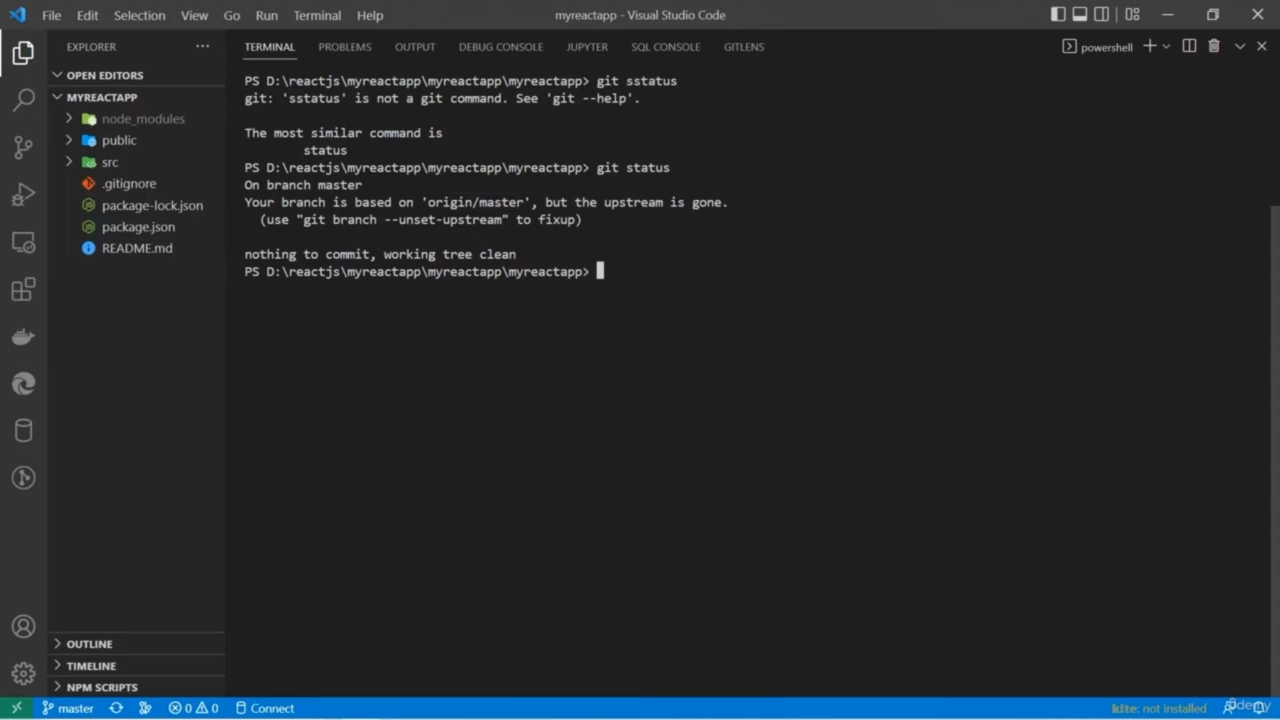 File Edit Selection View Go Run Terminal Help myreactapp - Visual Studio Code
EXPLORER
OPEN EDITORS
MYREACTAPP
node_modules
public
src
.gitignore
package-lock.json
package.json
README.md
OUTLINE
TIMELINE
NPM SCRIPTS
TERMINAL PROBLEMS OUTPUT DEBUG CONSOLE JUPYTER SQL CONSOLE GITLENS powershell
PS D:\reactjs\myreactapp\myreactapp\myreactapp> git sstatus
git: 'sstatus' is not a git command. See 'git --help'.
The most similar command is
status
PS D:\reactjs\myreactapp\myreactapp\myreactapp> git status
On branch master
Your branch is based on 'origin/master', but the upstream is gone.
(use "git branch --unset-upstream" to fixup)
nothing to commit, working tree clean
PS D:\reactjs\myreactapp\myreactapp\myreactapp>
master 0 0 Connect kite: not installed
Udemy